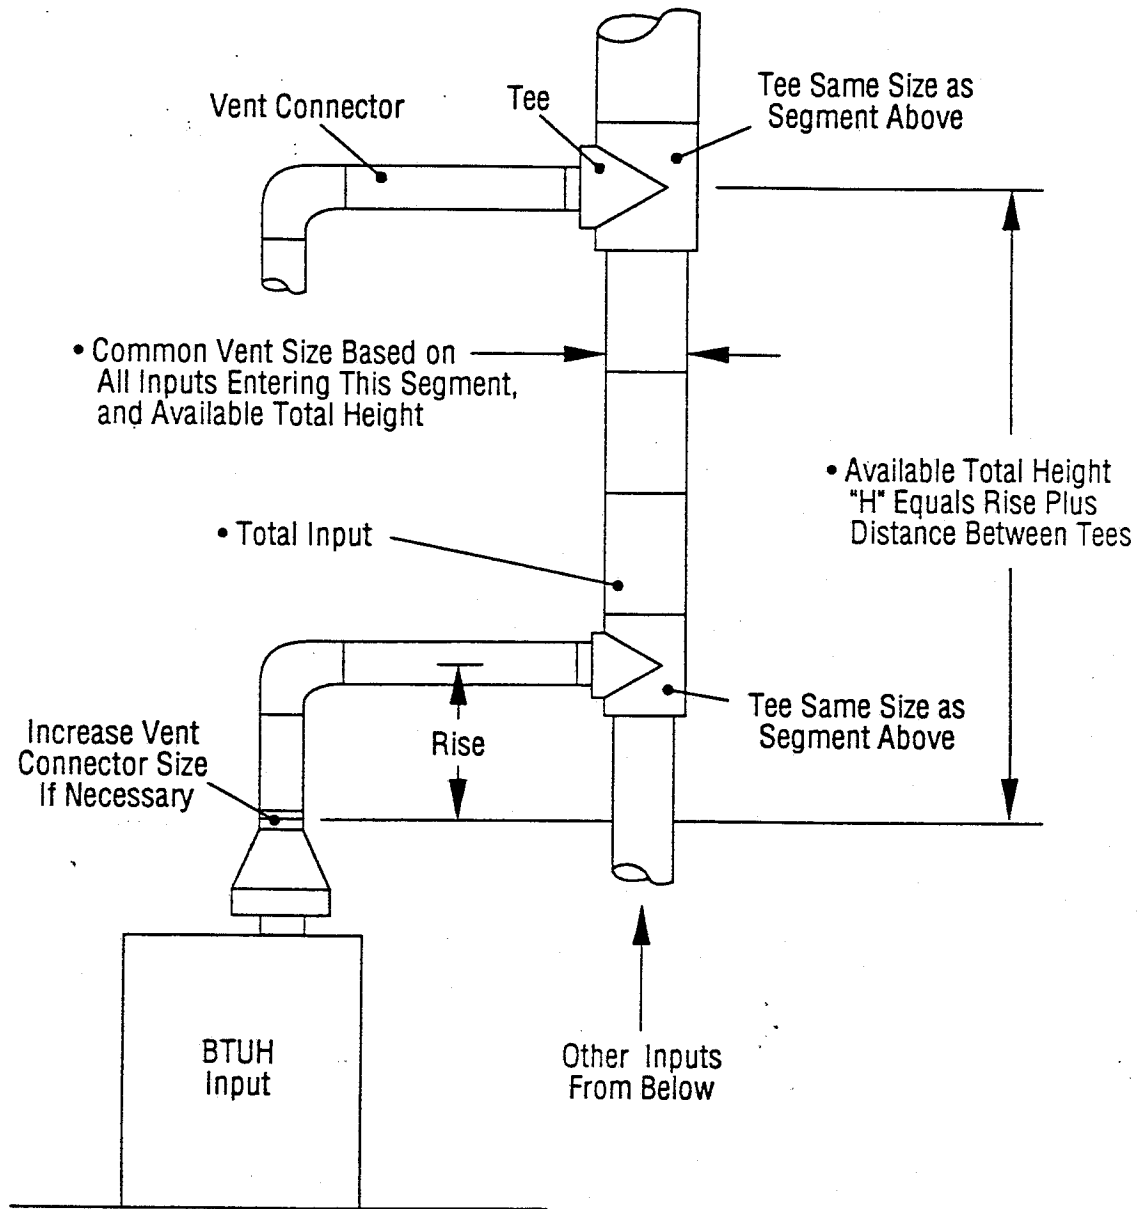 Vent Connector
Tee
Tee Same Size as
Segment Above
• Common Vent Size Based on
All Inputs Entering This Segment,
and Available Total Height
• Available Total Height
"H" Equals Rise Plus
Distance Between Tees
• Total Input
Rise
Tee Same Size as
Segment Above
Increase Vent
Connector Size
If Necessary
BTUH
Input
Other Inputs
From Below